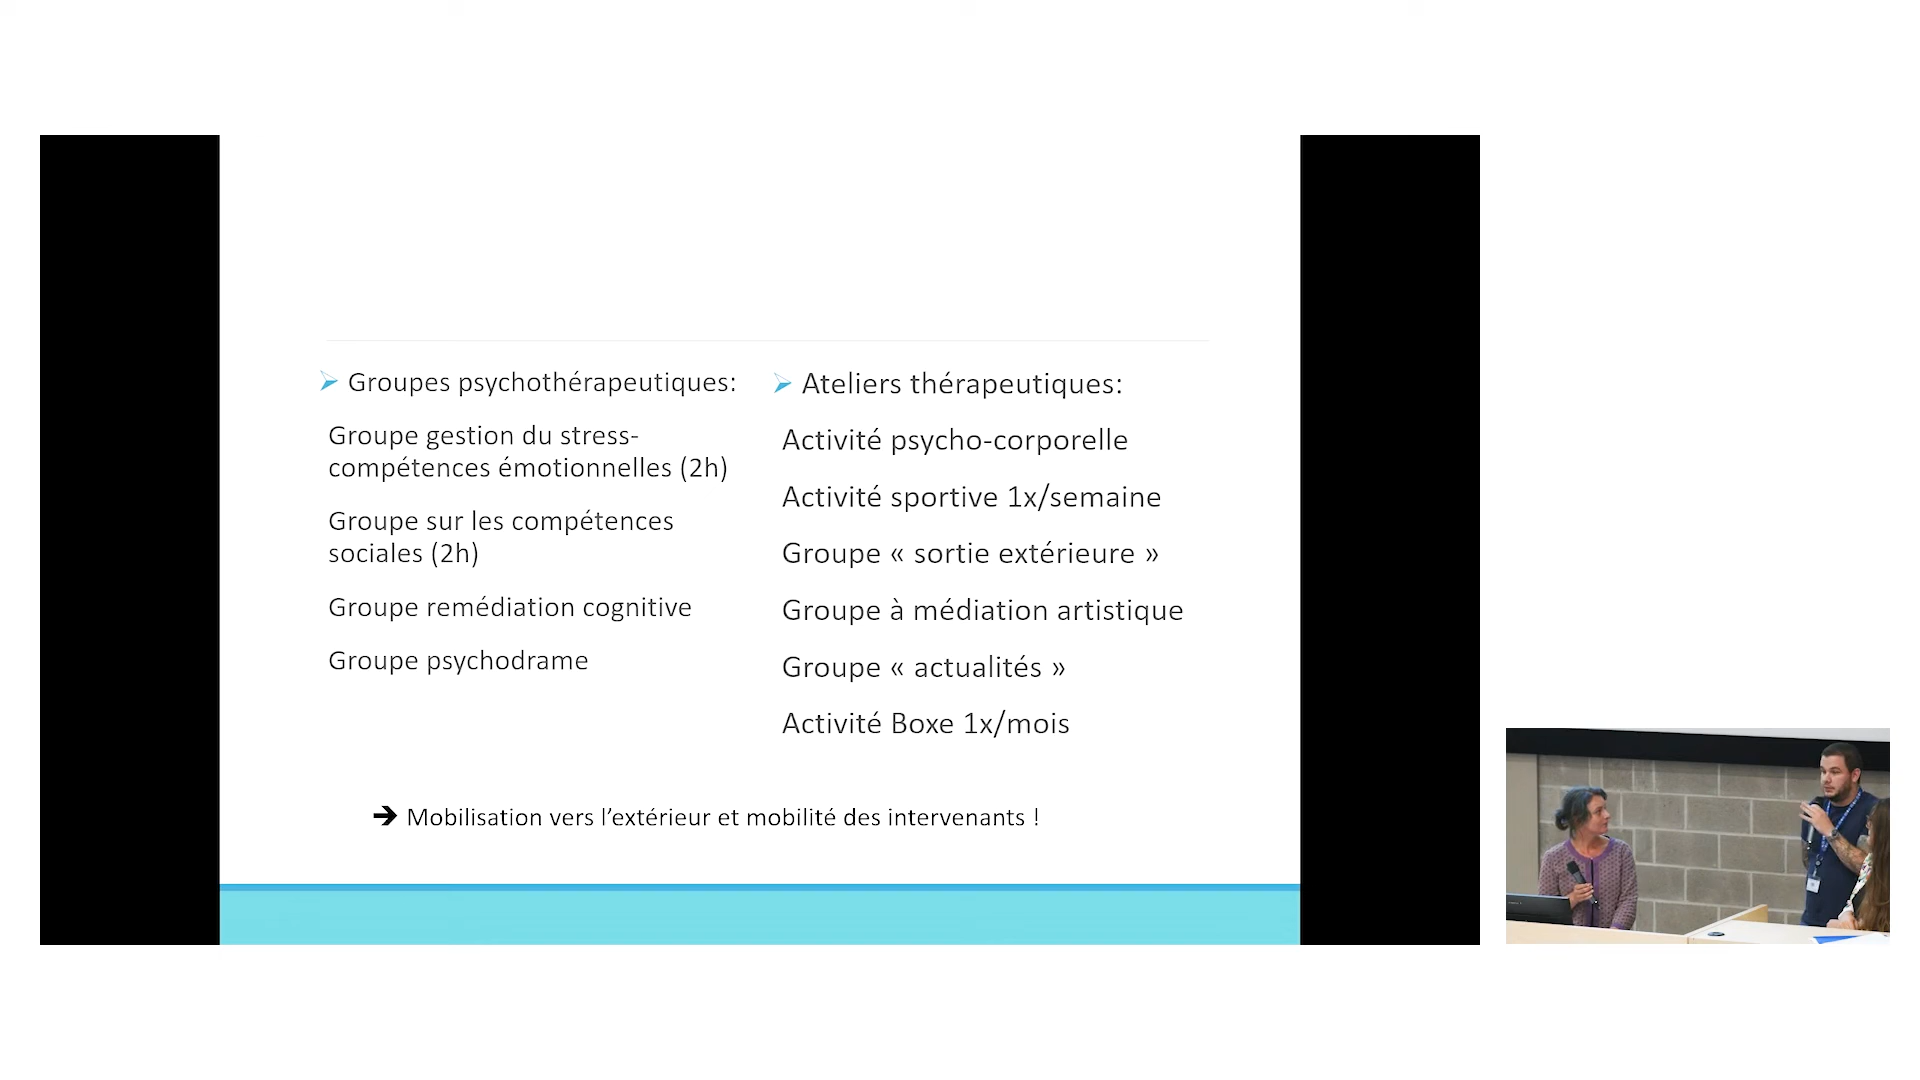 Groupes psychothérapeutiques:
Groupe gestion du stress-
compétences émotionnelles (2h)
Groupe sur les compétences
sociales (2h)
Groupe remédiation cognitive
Groupe psychodrame
Ateliers thérapeutiques:
Activité psycho-corporelle
Activité sportive 1x/semaine
Groupe « sortie extérieure »
Groupe à médiation artistique
Groupe « actualités »
Activité Boxe 1x/mois
➔ Mobilisation vers l’extérieur et mobilité des intervenants !